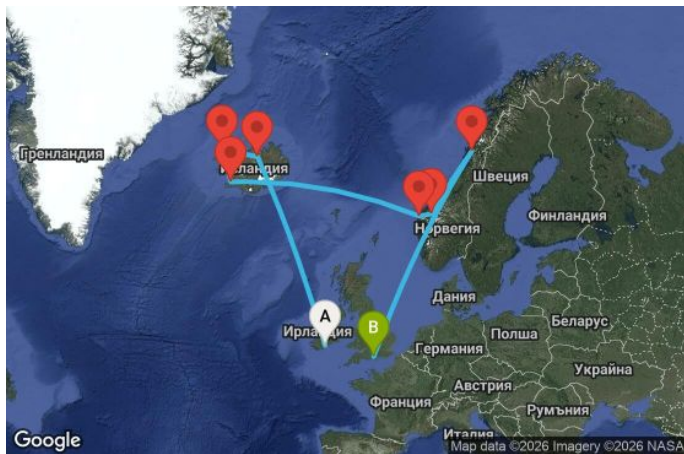 Гренландия
Исландия
Швеция
Финландия
Норвегия
A
Ирландия
B
Дания
Беларус
Полша
Германия
Украйна
Австрия
Франция
Румъния
Италия
Google
Map data ©2026 Imagery ©2026 NASA